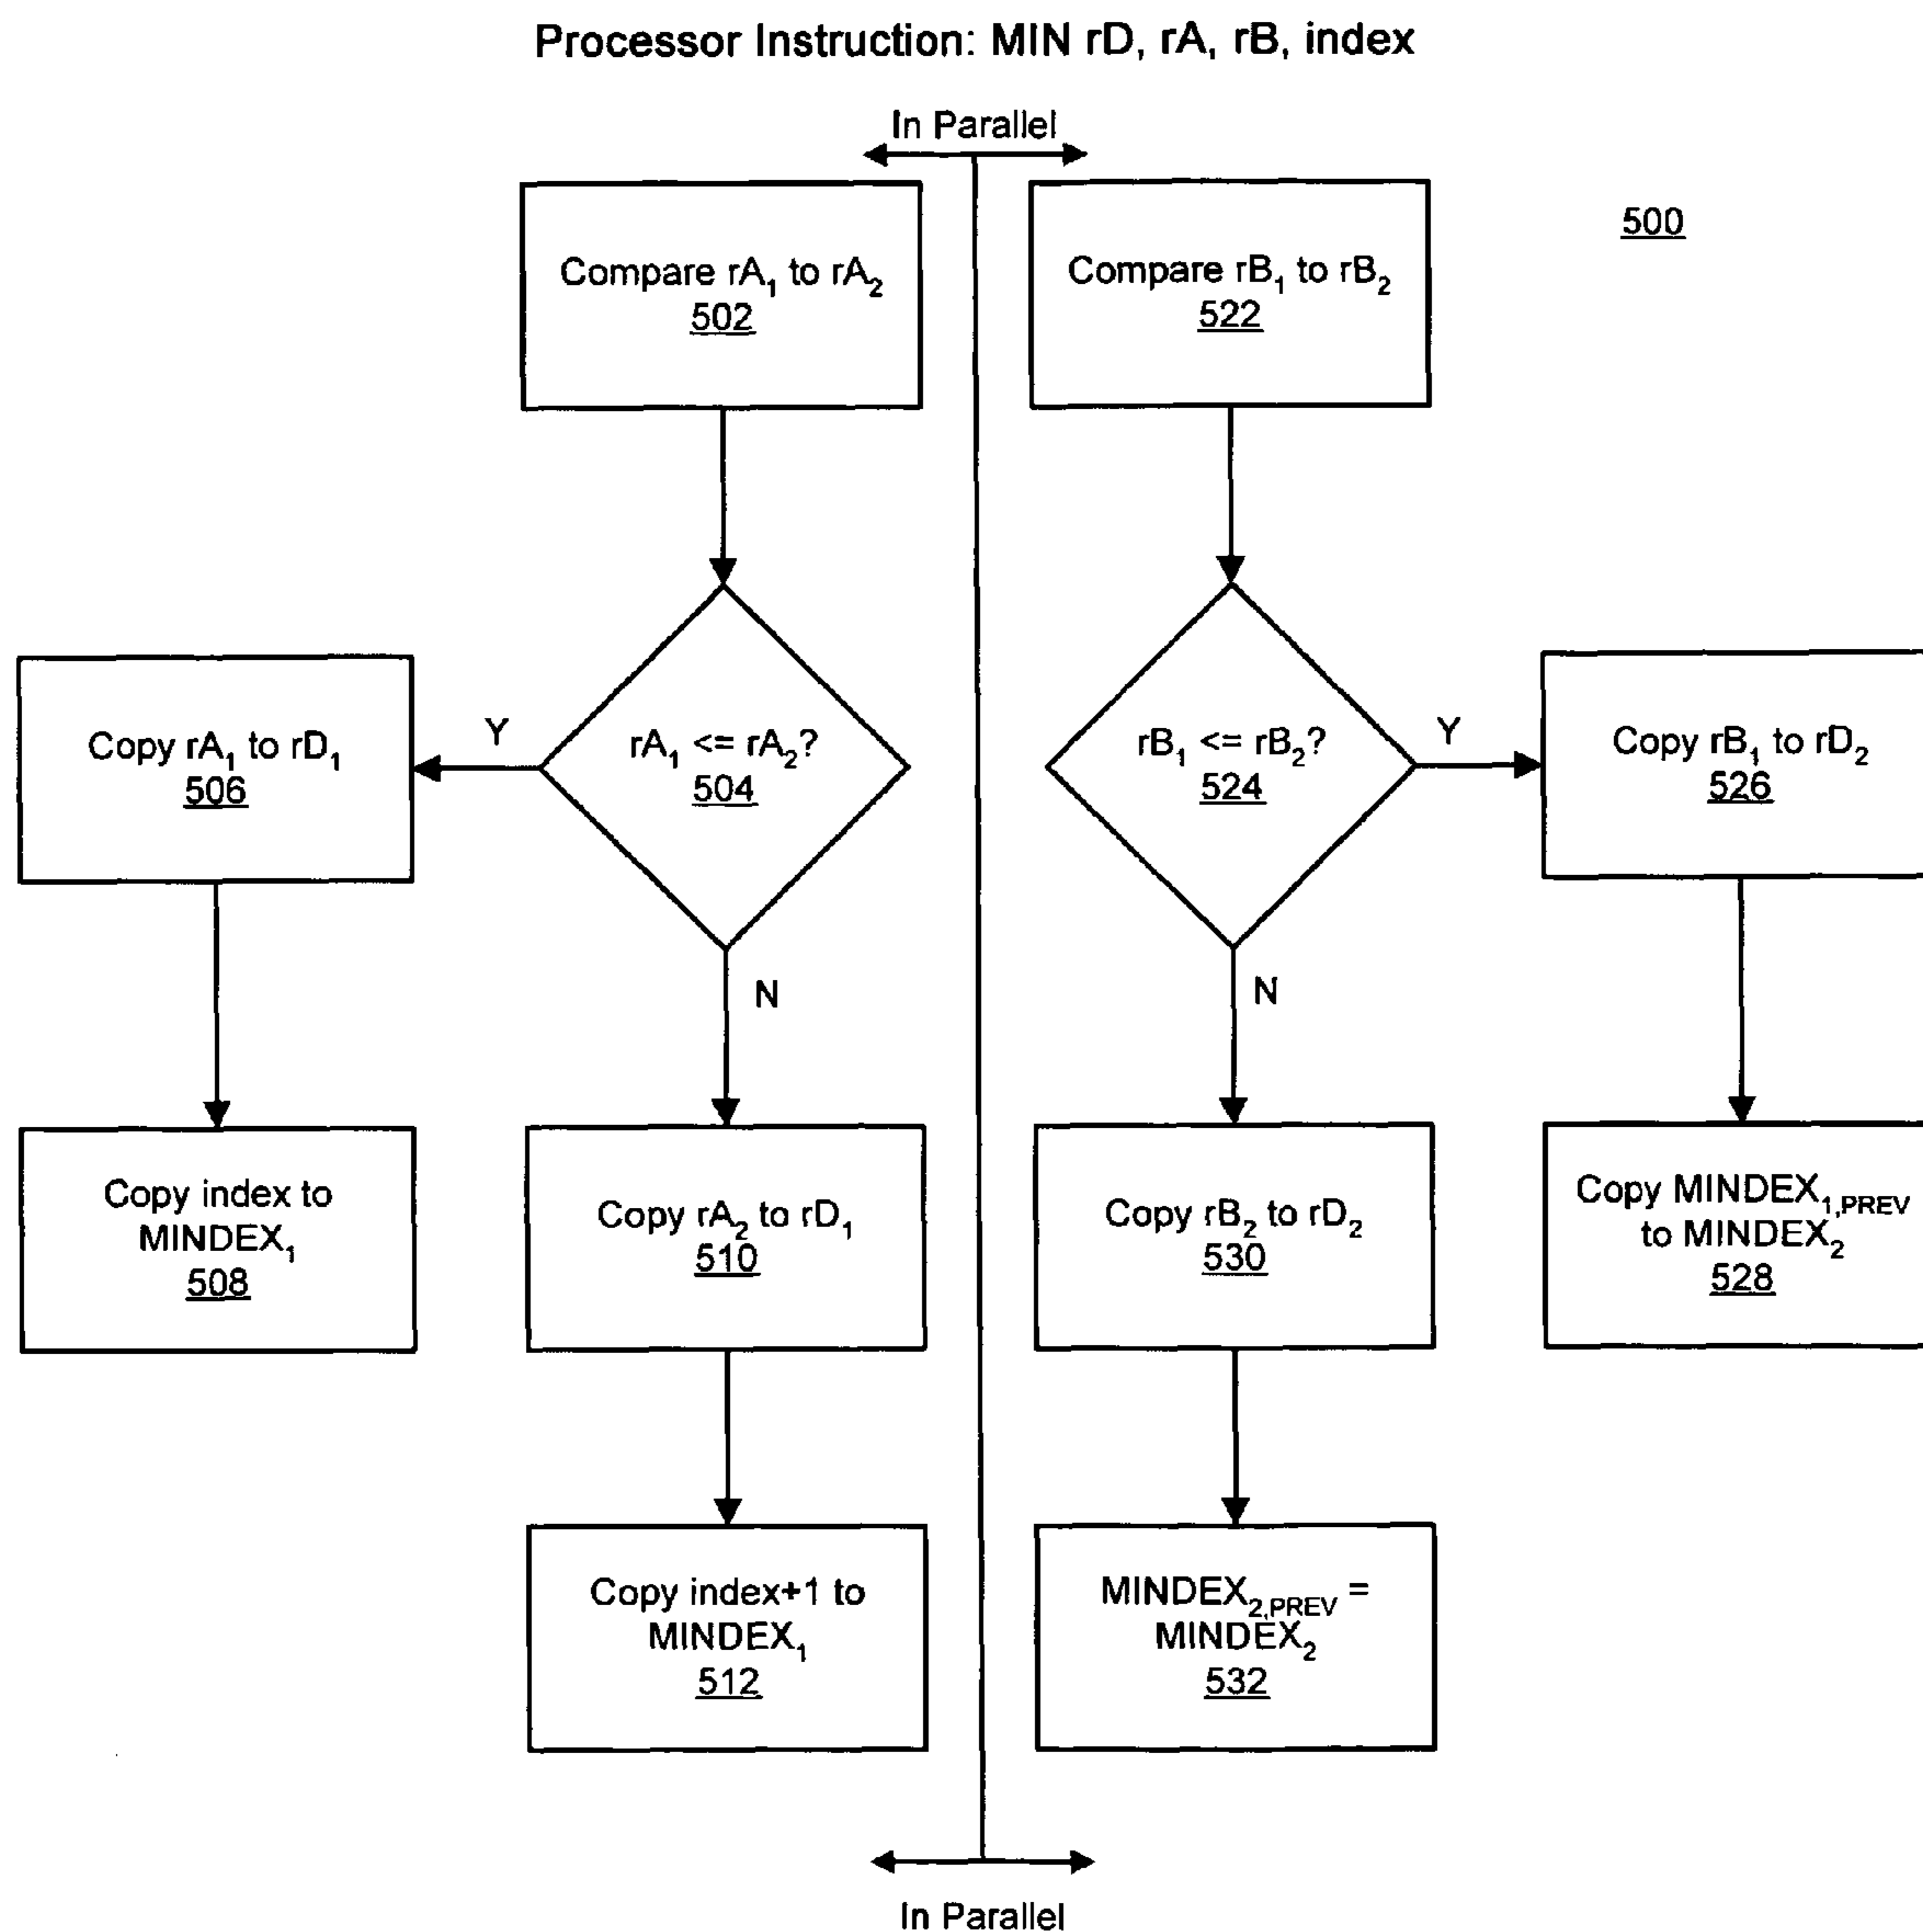 Processor Instruction: MIN rD, rA, rB, index
In Parallel
500
Compare rA₁ to rA₂
502
Compare rB₁ to rB₂
522
Copy rA₁ to rD₁
506
Y
rA₁ <= rA₂?
504
rB₁ <= rB₂?
524
Y
Copy rB₁ to rD₂
526
N
N
Copy index to
MINDEX₁
508
Copy rA₂ to rD₁
510
Copy rB₂ to rD₂
530
Copy MINDEX₁,PREV
to MINDEX₂
528
Copy index+1 to
MINDEX₁
512
MINDEX₂,PREV =
MINDEX₂
532
In Parallel